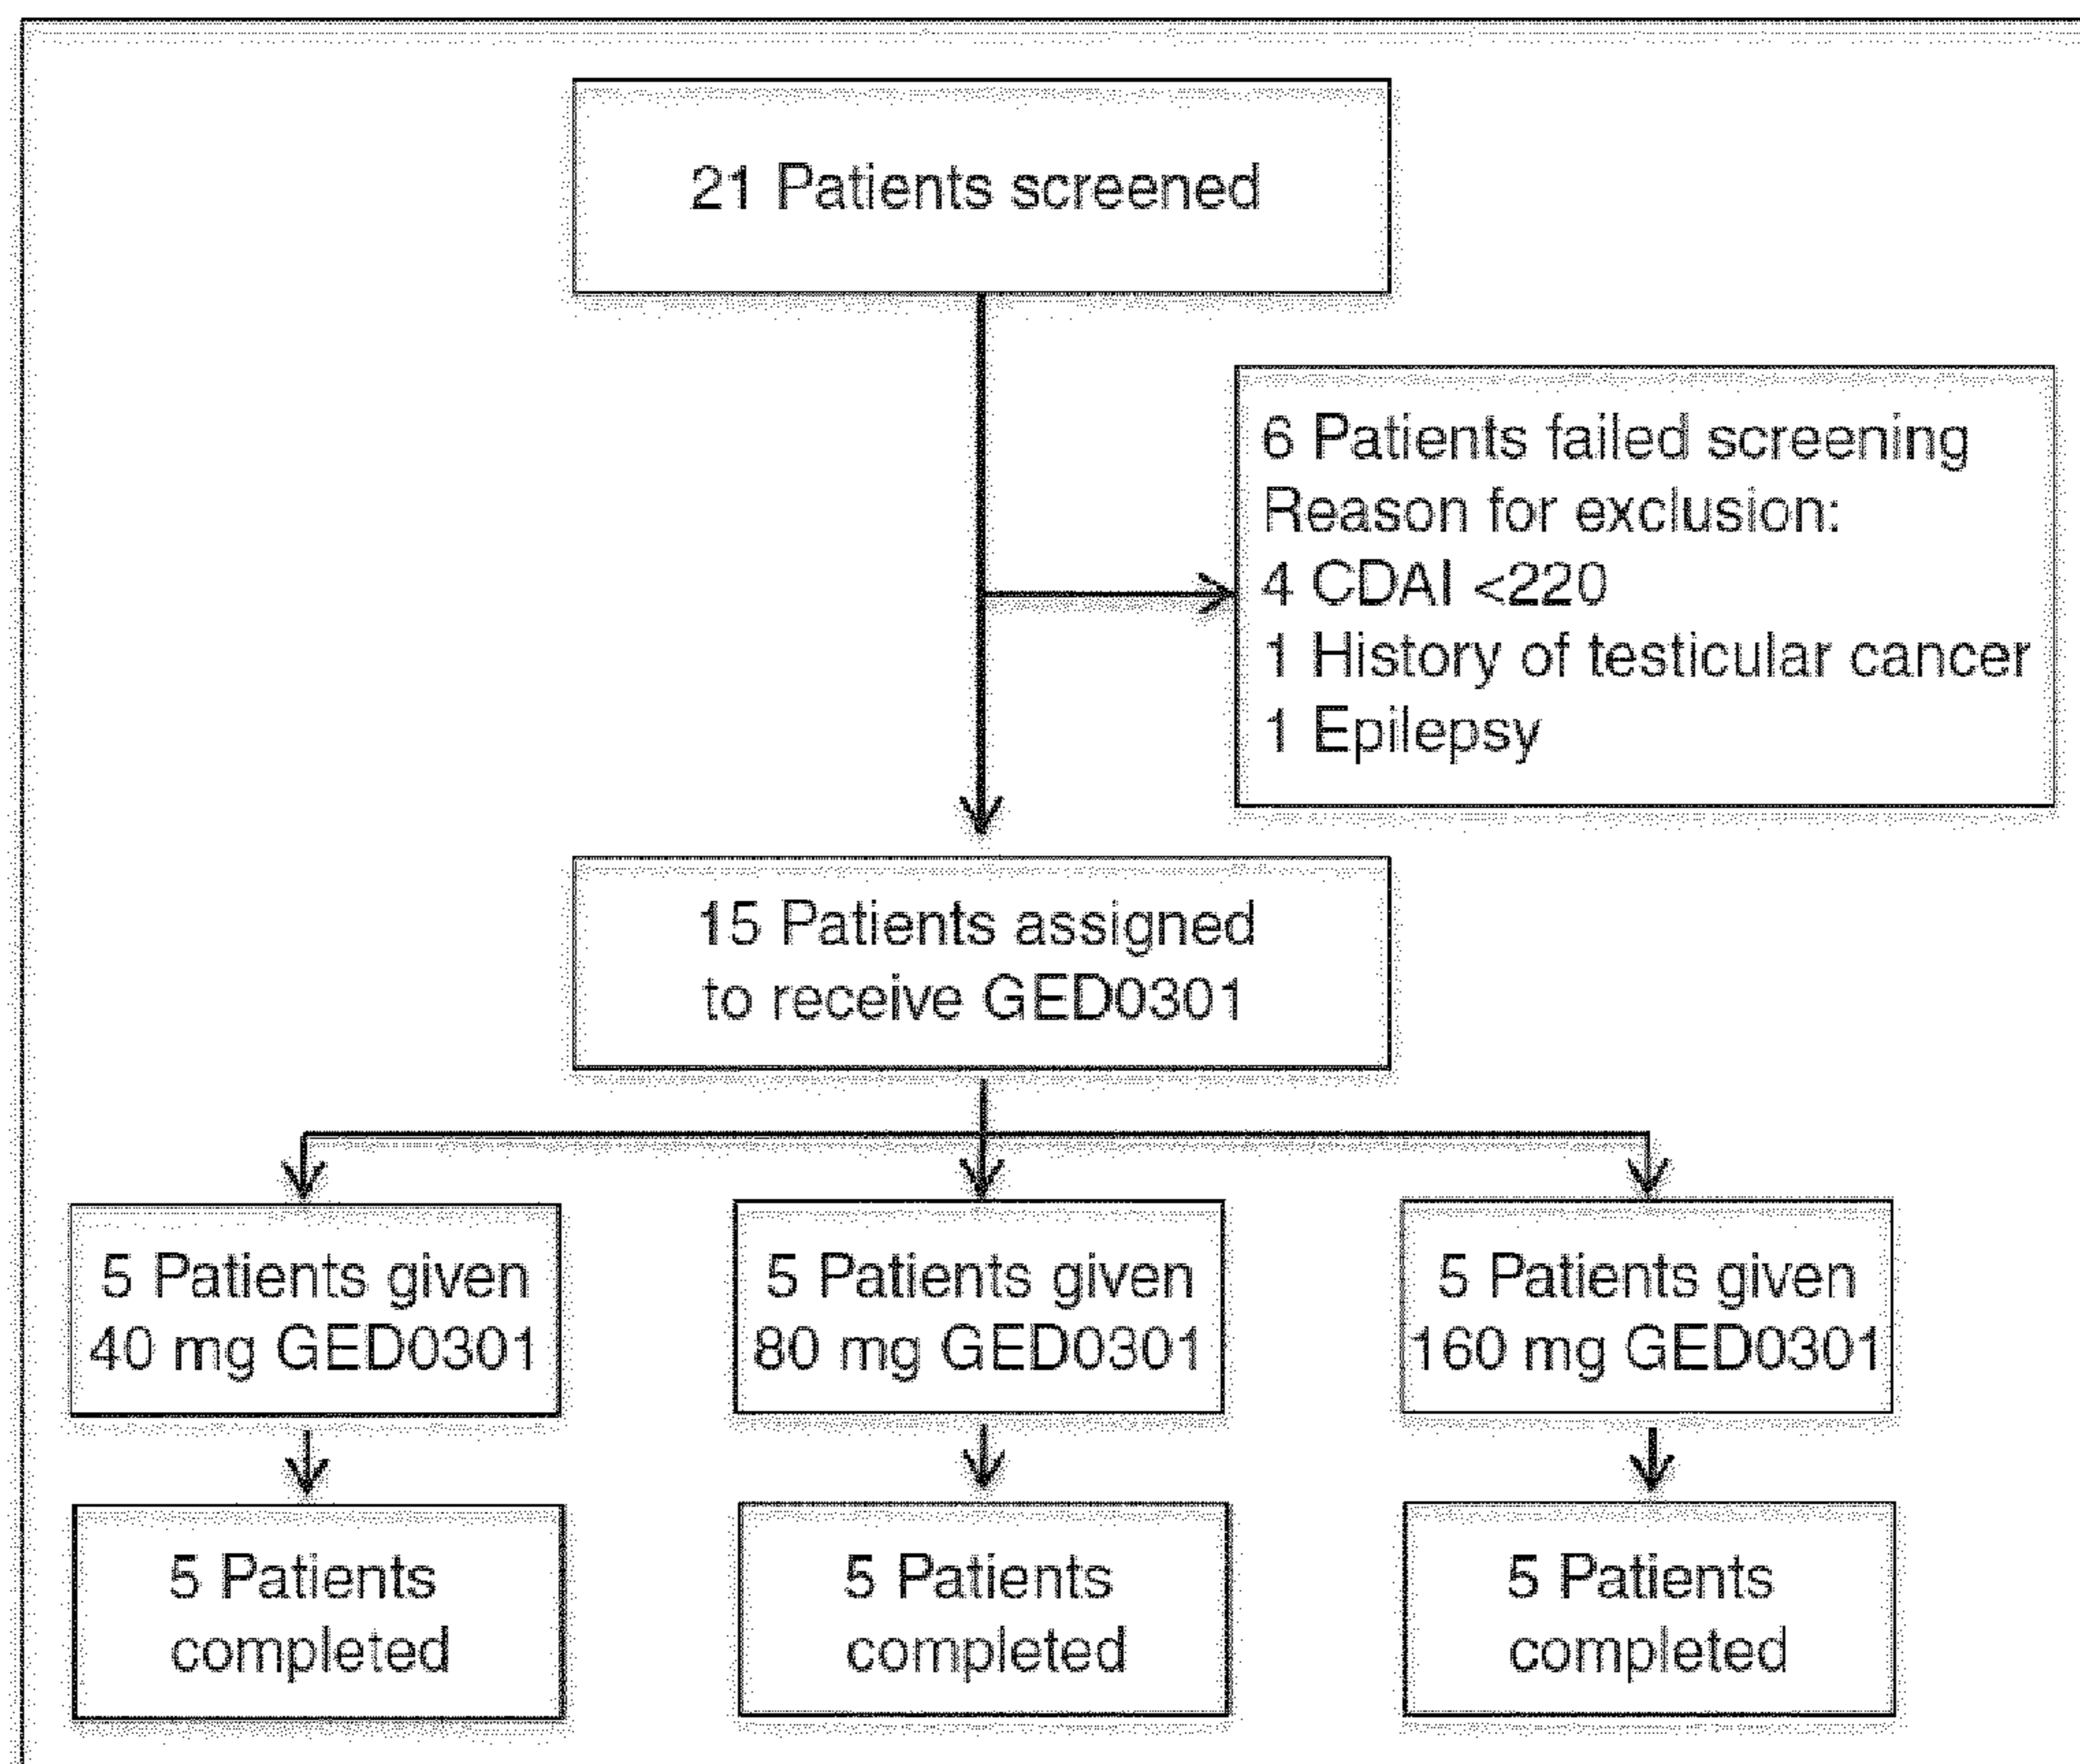 21 Patients screened
6 Patients failed screening
Reason for exclusion:
4 CDAI <220
1 History of testicular cancer
1 Epilepsy
15 Patients assigned
to receive GED0301
5 Patients given
40 mg GED0301
5 Patients given
80 mg GED0301
5 Patients given
160 mg GED0301
5 Patients
completed
5 Patients
completed
5 Patients
completed